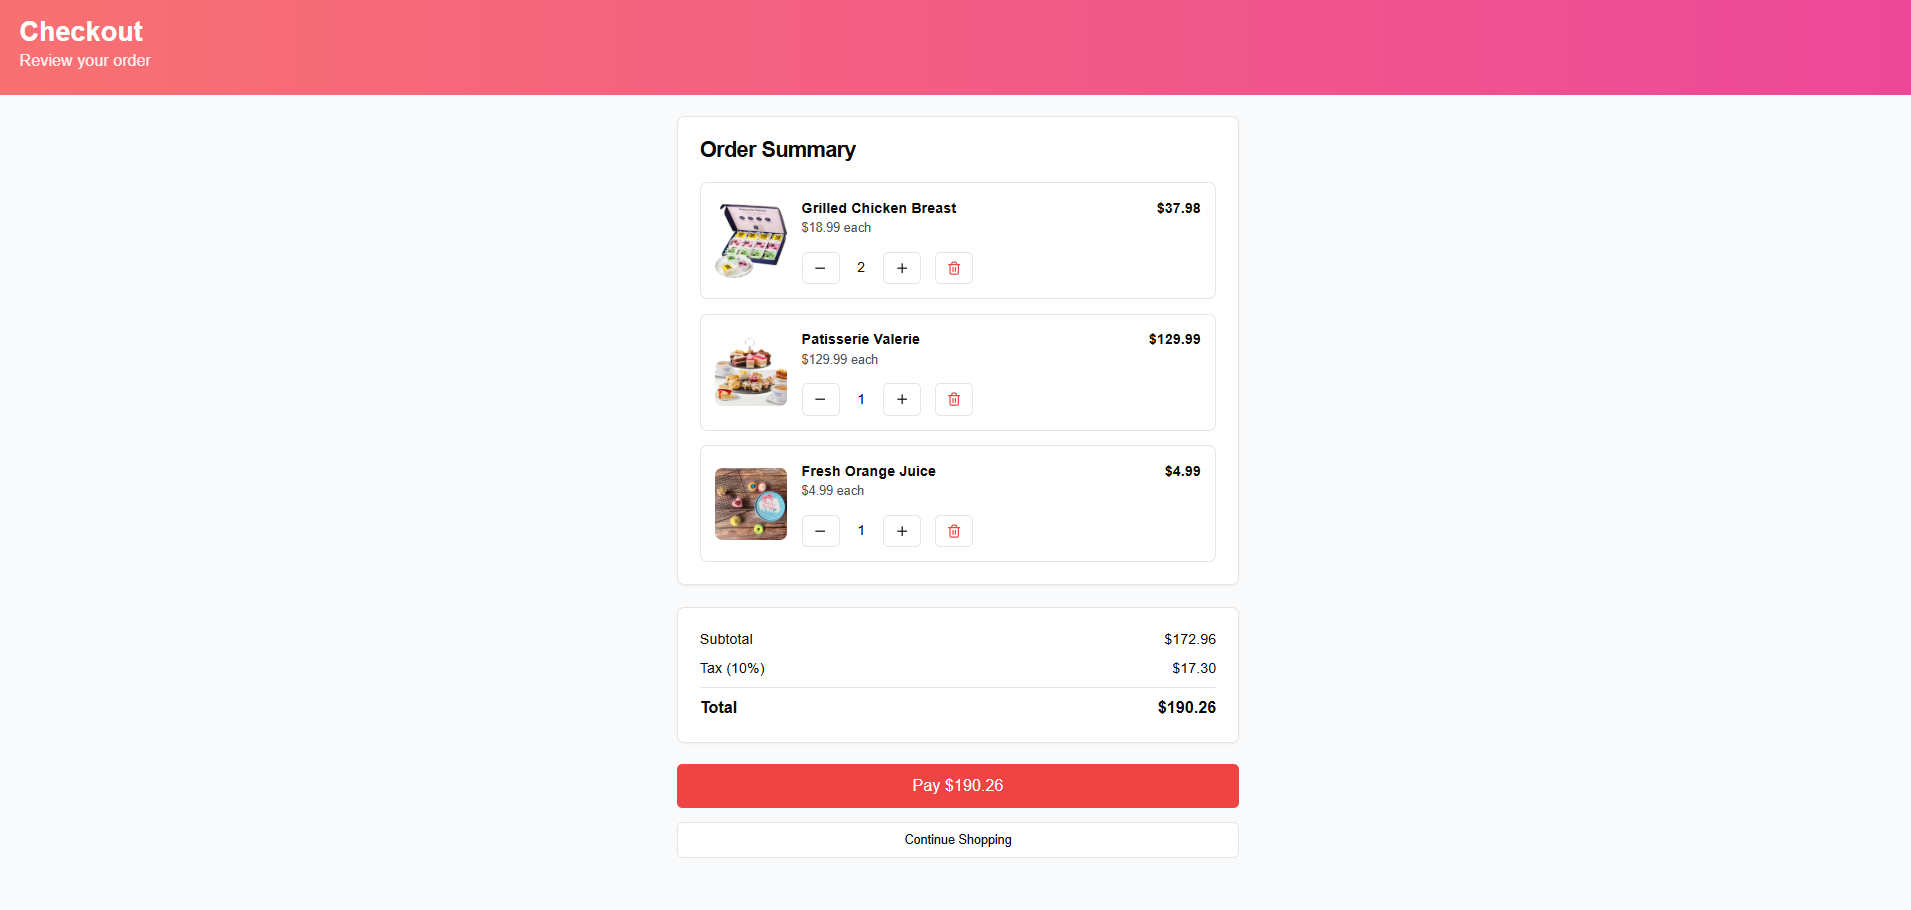 Checkout
Review your order
Order Summary
Grilled Chicken Breast $37.98
$18.99 each
2
Patisserie Valerie $129.99
$129.99 each
1
Fresh Orange Juice $4.99
$4.99 each
1
Subtotal $172.96
Tax (10%) $17.30
Total $190.26
Pay $190.26
Continue Shopping